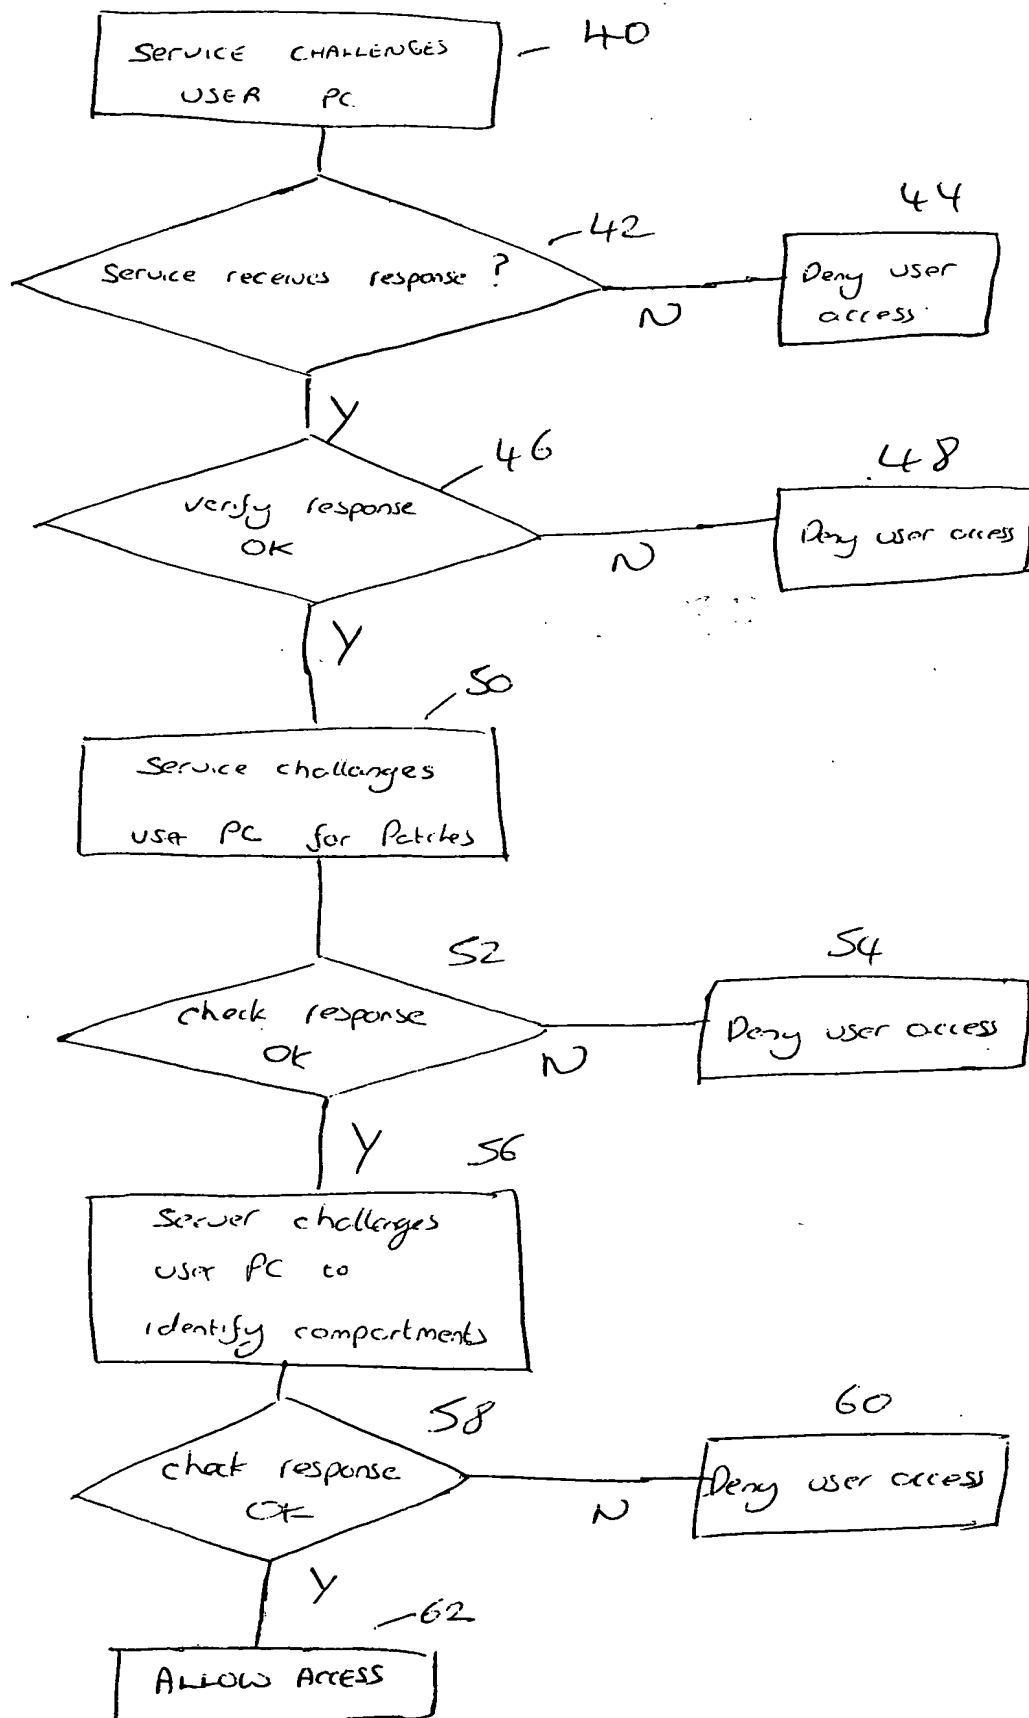 SERVICE CHALLENGES
USER PC.
40
42
Service receives response ?
44
Deny user
access.
N
Y
46
verify response
OK
48
Deny user access
N
Y
50
Service challanges
user PC for Patches
52
check response
OK
54
Deny user access
N
Y
56
Server challenges
user PC to
identify compartments
58
check response
OK
60
Deny user access
N
Y
62
ALLOW ACCESS